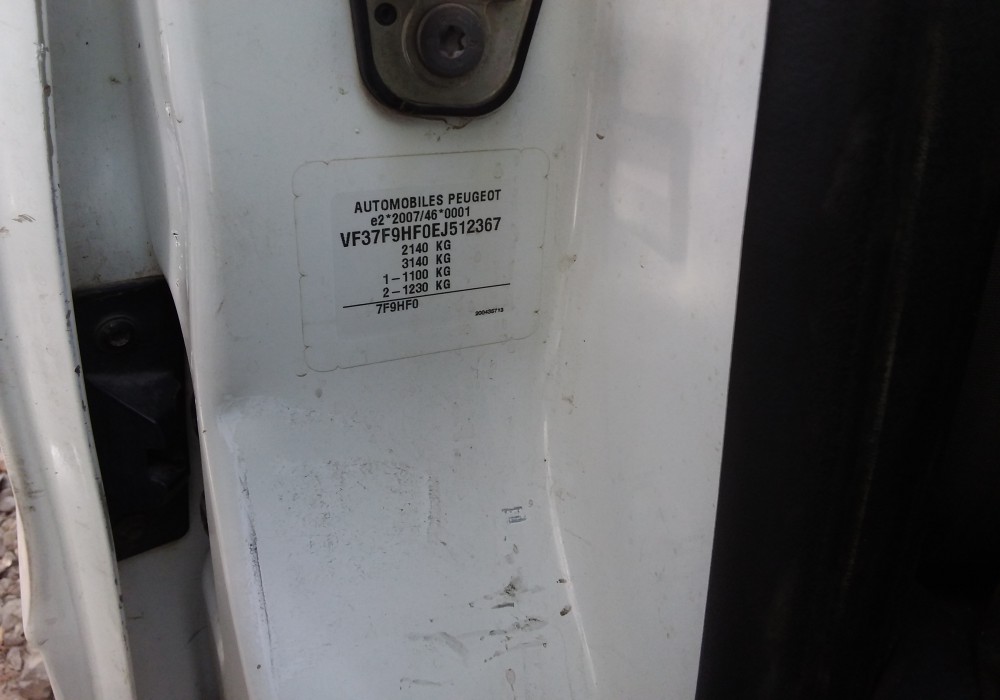 AUTOMOBILES PEUGEOT
e2*2007/46*0001
VF37F9HF0EJ512367
2140 KG
3140 KG
1-1100 KG
2-1230 KG
7F9HF0